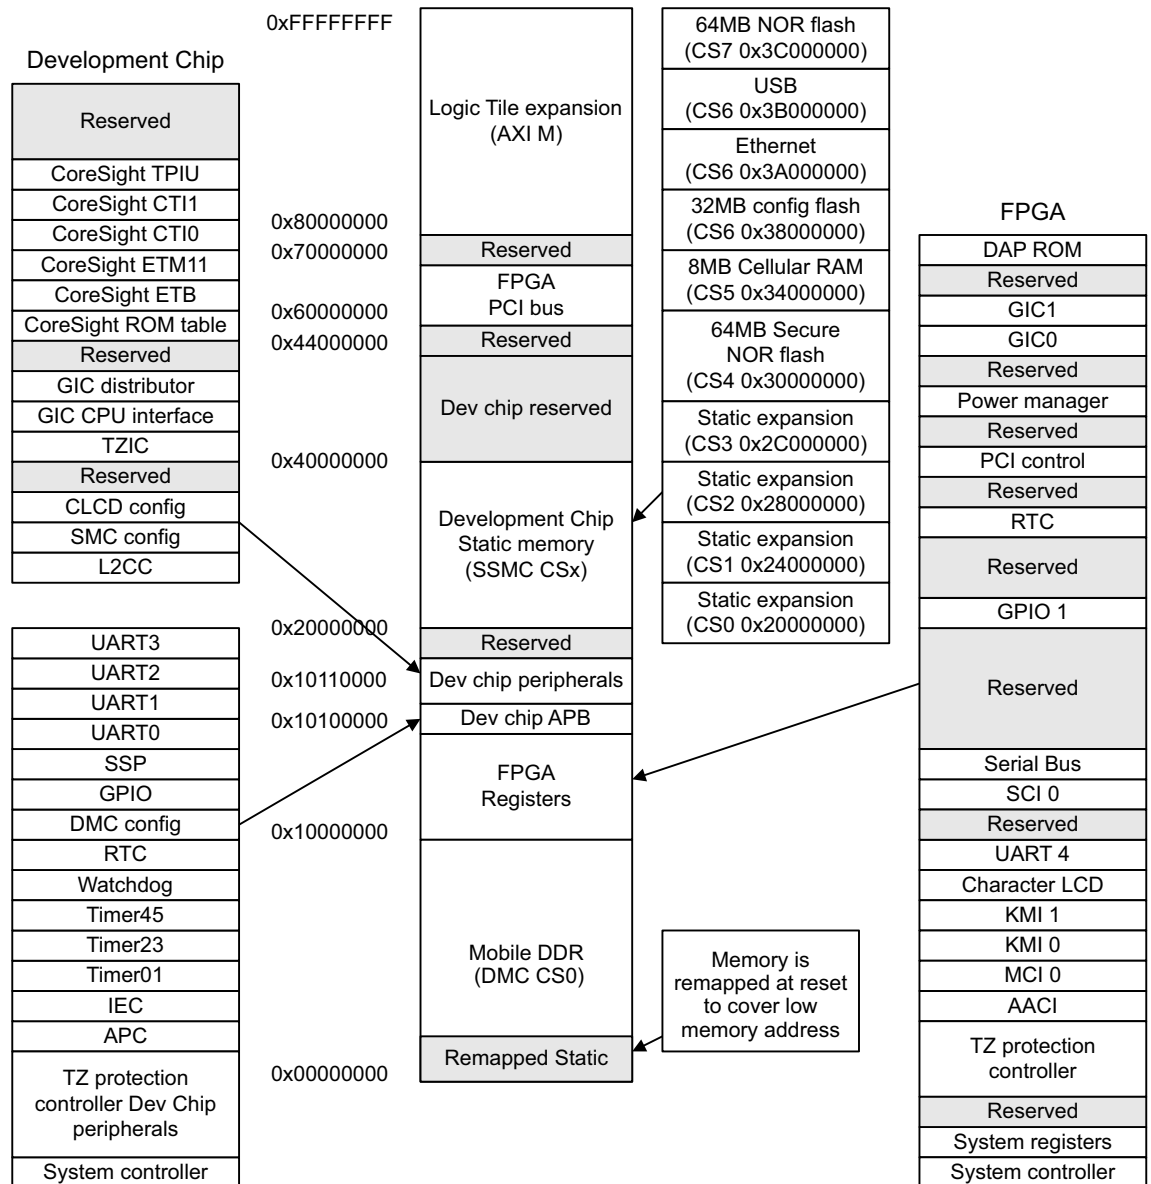 Development Chip
Reserved
CoreSight TPIU
CoreSight CTI1
CoreSight CTI0
CoreSight ETM11
CoreSight ETB
CoreSight ROM table
Reserved
GIC distributor
GIC CPU interface
TZIC
Reserved
CLCD config
SMC config
L2CC
UART3
UART2
UART1
UART0
SSP
GPIO
DMC config
RTC
Watchdog
Timer45
Timer23
Timer01
IEC
APC
TZ protection
controller Dev Chip
peripherals
System controller
0xFFFFFFFF
0x80000000
0x70000000
0x60000000
0x44000000
0x40000000
0x20000000
0x10110000
0x10100000
0x10000000
0x00000000
Logic Tile expansion
(AXI M)
Reserved
FPGA
PCI bus
Reserved
Dev chip reserved
Development Chip
Static memory
(SSMC CSx)
Reserved
Dev chip peripherals
Dev chip APB
FPGA
Registers
Mobile DDR
(DMC CS0)
Remapped Static
64MB NOR flash
(CS7 0x3C000000)
USB
(CS6 0x3B000000)
Ethernet
(CS6 0x3A000000)
32MB config flash
(CS6 0x38000000)
8MB Cellular RAM
(CS5 0x34000000)
64MB Secure
NOR flash
(CS4 0x30000000)
Static expansion
(CS3 0x2C000000)
Static expansion
(CS2 0x28000000)
Static expansion
(CS1 0x24000000)
Static expansion
(CS0 0x20000000)
Memory is
remapped at reset
to cover low
memory address
FPGA
DAP ROM
Reserved
GIC1
GIC0
Reserved
Power manager
Reserved
PCI control
Reserved
RTC
Reserved
GPIO 1
Reserved
Serial Bus
SCI 0
Reserved
UART 4
Character LCD
KMI 1
KMI 0
MCI 0
AACI
TZ protection
controller
Reserved
System registers
System controller